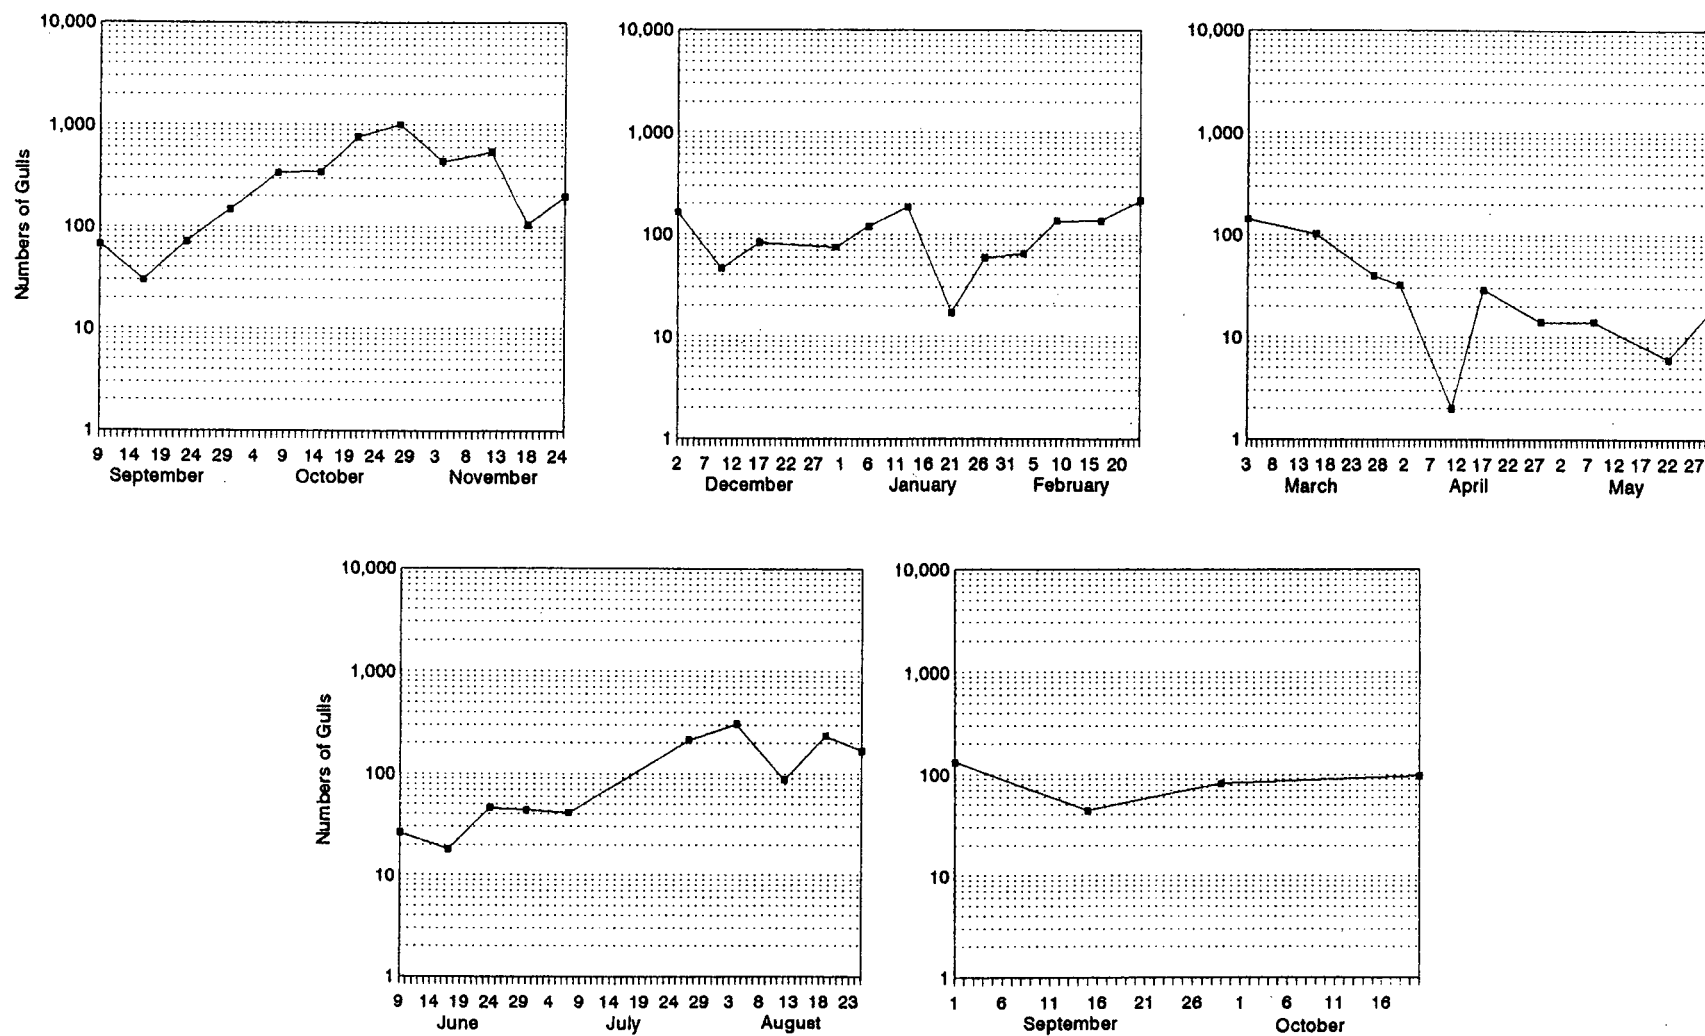 10,000
1,000
100
10
1
Numbers of Gulls
9 14 19 24 29 4 9 14 19 24 29 3 8 13 18 24
September October November
10,000
1,000
100
10
1
2 7 12 17 22 27 1 6 11 16 21 26 31 5 10 15 20
December January February
10,000
1,000
100
10
1
3 8 13 18 23 28 2 7 12 17 22 27 2 7 12 17 22 27
March April May
10,000
1,000
100
10
1
Numbers of Gulls
9 14 19 24 29 4 9 14 19 24 29 3 8 13 18 23
June July August
10,000
1,000
100
10
1
1 6 11 16 21 26 1 6 11 16
September October